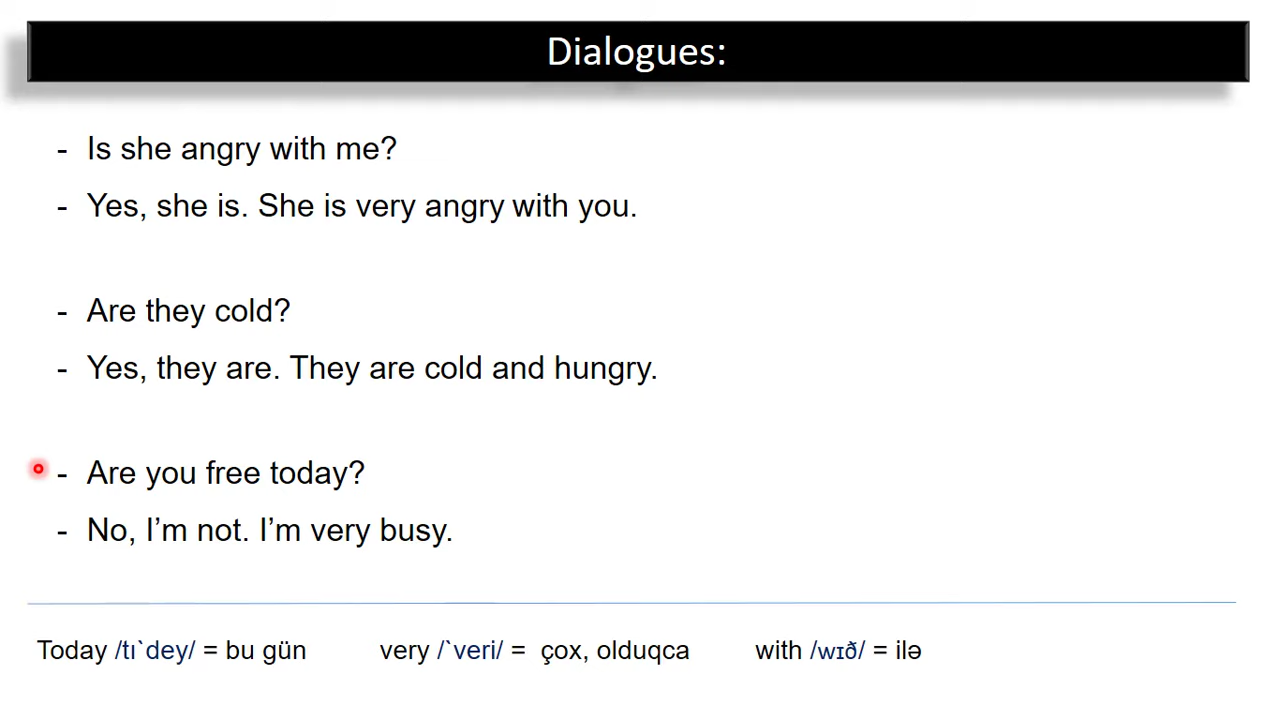 Dialogues:
- Is she angry with me?
- Yes, she is. She is very angry with you.
- Are they cold?
- Yes, they are. They are cold and hungry.
- Are you free today?
- No, I’m not. I’m very busy.
Today /tı`dey/ = bu gün very /`veri/ = çox, olduqca with /wɪð/ = ilə